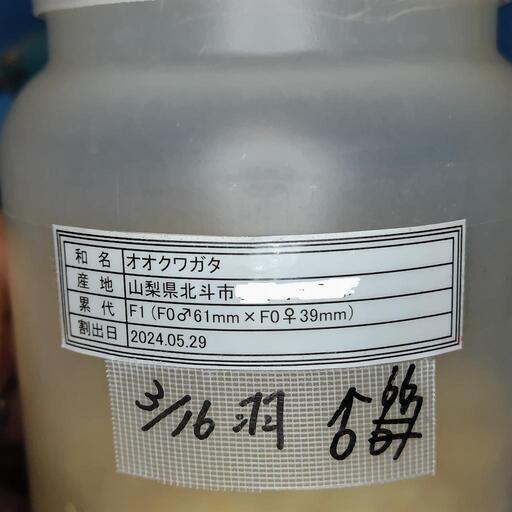 和名 オオクワガタ
産地 山梨県北斗市
累代 F1(F0♂61mm×F0♀39mm)
割出日 2024.05.29
3/16 羽 ♂ 66